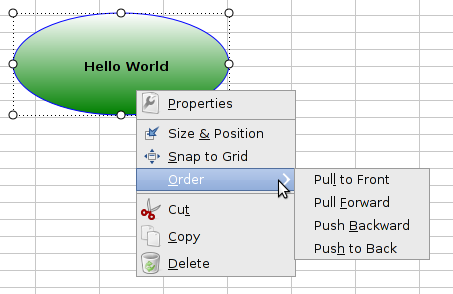 Hello World
Properties
Size & Position
Snap to Grid
Order
Cut
Copy
Delete
Pull to Front
Pull Forward
Push Backward
Push to Back